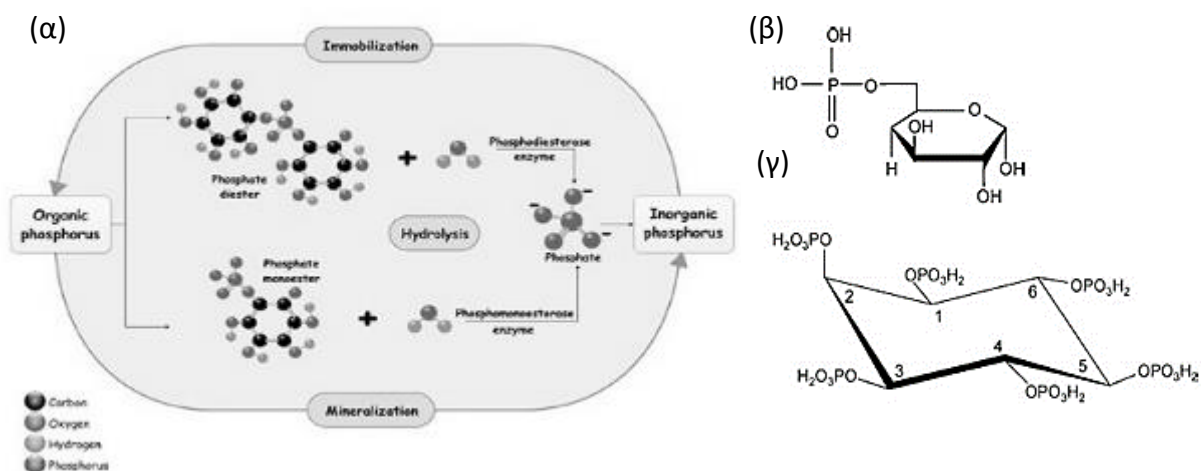 (α)
Immobilization
Phosphate
diester
Phosphodiesterase
enzyme
Organic
phosphorus
Hydrolysis
Phosphate
Inorganic
phosphorus
Phosphate
monoester
Phosphomonoesterase
enzyme
Mineralization
Carbon
Oxygen
Hydrogen
Phosphorus
(β)
OH
HO P O
O
O
OH
H
OH
OH
OH
(γ)
H₂O₃PO
OPO₃H₂
OPO₃H₂
2
1
6
H₂O₃PO
3
4
5
OPO₃H₂
OPO₃H₂